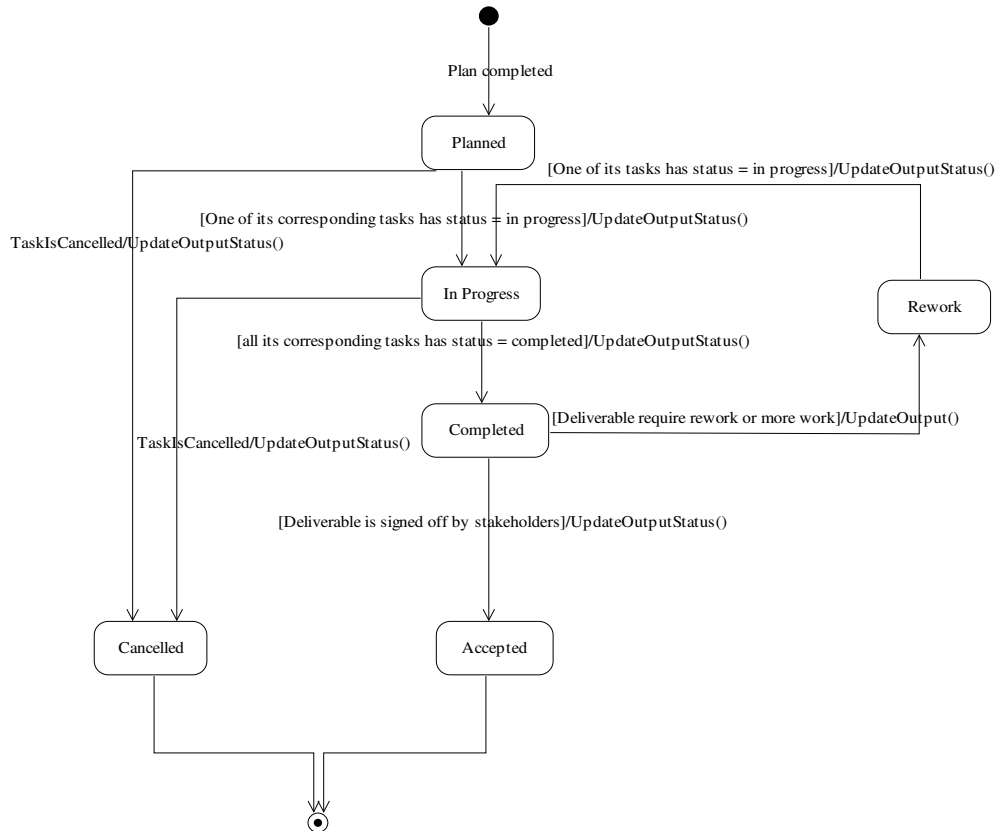 Plan completed
Planned
[One of its tasks has status = in progress]/UpdateOutputStatus()
[One of its corresponding tasks has status = in progress]/UpdateOutputStatus()
TaskIsCancelled/UpdateOutputStatus()
In Progress
Rework
[all its corresponding tasks has status = completed]/UpdateOutputStatus()
[Deliverable require rework or more work]/UpdateOutput()
Completed
TaskIsCancelled/UpdateOutputStatus()
[Deliverable is signed off by stakeholders]/UpdateOutputStatus()
Cancelled
Accepted